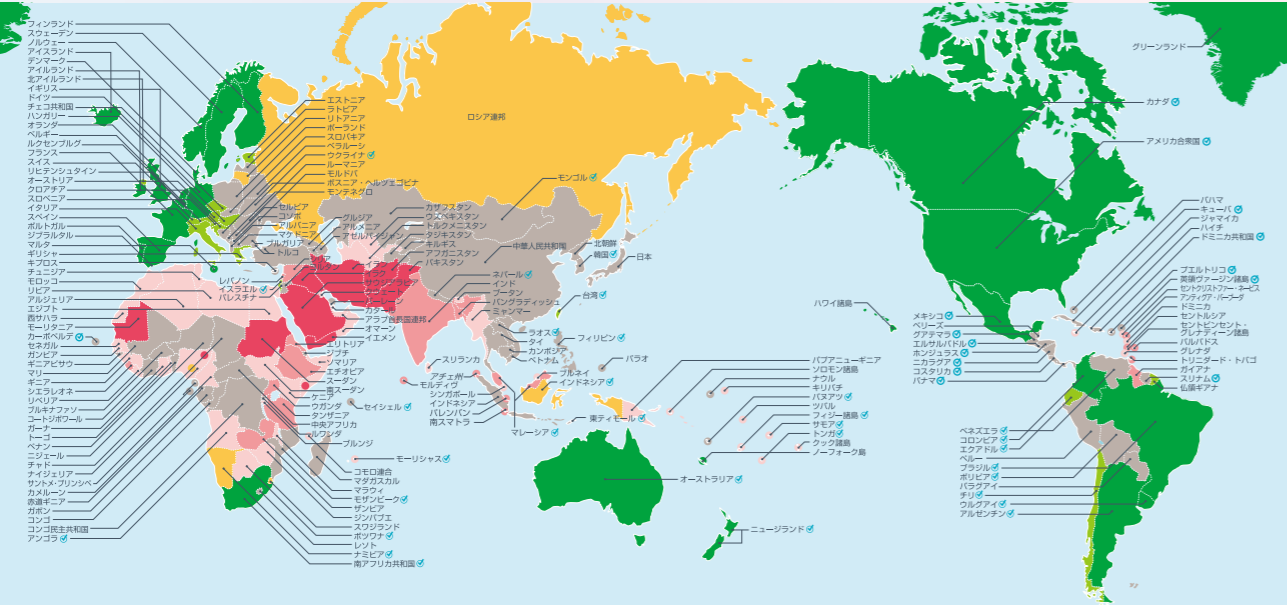 フィンランド
スウェーデン
ノルウェー
アイスランド
デンマーク
アイルランド
北アイルランド
イギリス
ドイツ
チェコ共和国
ハンガリー
オランダ
ベルギー
ルクセンブルグ
フランス
スイス
リヒテンシュタイン
オーストリア
クロアチア
スロベニア
イタリア
スペイン
ポルトガル
ジブラルタル
マルタ
ギリシャ
キプロス
チュニジア
モロッコ
リビア
アルジェリア
エジプト
西サハラ
モーリタニア
カーボベルデ
セネガル
ガンビア
ギニアビサウ
マリ
ギニア
シエラレオネ
リベリア
ブルキナファソ
コートジボワール
ガーナ
トーゴ
ベナン
ニジェール
チャド
ナイジェリア
サントメ・プリンシペ
カメルーン
赤道ギニア
ガボン
コンゴ
コンゴ民主共和国
アンゴラ
エストニア
ラトビア
リトアニア
ポーランド
スロバキア
ベラルーシ
ウクライナ
ルーマニア
モルドバ
ボスニア・ヘルツェゴビナ
モンテネグロ
セルビア
コソボ
アルバニア
マケドニア
ブルガリア
トルコ
グルジア
アルメニア
アゼルバイジャン
レバノン
イスラエル
パレスチナ
イラン
イラク
サウジアラビア
クウェート
バーレーン
カタール
アラブ首長国連邦
オマーン
イエメン
エリトリア
ジブチ
ソマリア
エチオピア
スーダン
南スーダン
ケニア
ウガンダ
タンザニア
中央アフリカ
ルワンダ
ブルンジ
セイシェル
モーリシャス
コモロ連合
マダガスカル
マラウィ
モザンビーク
ザンビア
ジンバブエ
スワジランド
ボツワナ
レソト
ナミビア
南アフリカ共和国
ロシア連邦
モンゴル
カザフスタン
ウズベキスタン
トルクメニスタン
タジキスタン
キルギス
アフガニスタン
パキスタン
中華人民共和国
北朝鮮
韓国
日本
ネパール
インド
ブータン
バングラディッシュ
ミャンマー
台湾
ラオス
タイ
カンボジア
ベトナム
フィリピン
パラオ
スリランカ
モルディヴ
アチェ州
シンガポール
インドネシア
パレンバン
南スマトラ
ブルネイ
インドネシア
マレーシア
東ティモール
パプアニューギニア
ソロモン諸島
ナウル
キリバチ
バヌアツ
ツバル
フィジー諸島
サモア
トンガ
クック諸島
ノーフォーク島
オーストラリア
ニュージランド
ハワイ諸島
グリーンランド
カナダ
アメリカ合衆国
バハマ
キューバ
ジャマイカ
ハイチ
ドミニカ共和国
プエルトリコ
英領ヴァージン諸島
セントクリストファー・ネービス
アンティグア・バーブーダ
ドミニカ
セントルシア
セントビンセント・
グレナディーン諸島
バルバドス
グレナダ
トリニダード・トバゴ
ガイアナ
スリナム
仏領ギアナ
メキシコ
ベリーズ
グアテマラ
エルサルバドル
ホンジュラス
ニカラグア
コスタリカ
パナマ
ベネズエラ
コロンビア
エクアドル
ペルー
ブラジル
ボリビア
パラグアイ
チリ
ウルグアイ
アルゼンチン